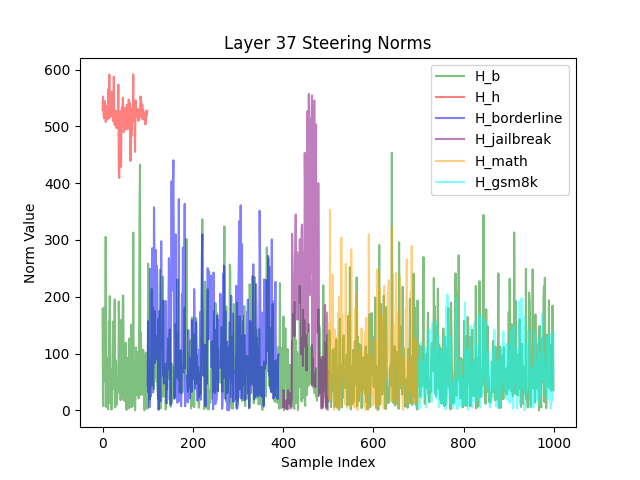 Layer 37 Steering Norms
H_b
H_h
H_borderline
H_jailbreak
H_math
H_gsm8k
Norm Value
600
500
400
300
200
100
0
0 200 400 600 800 1000
Sample Index